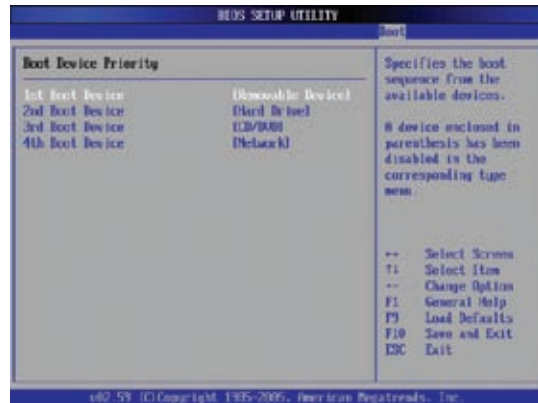 BIOS SETUP UTILITY
Boot
Boot Device Priority
1st Boot Device [Removable Device]
2nd Boot Device [Hard Drive]
3rd Boot Device [CD/DVD]
4th Boot Device [Network]
Specifies the boot
sequence from the
available devices.
A device enclosed in
parenthesis has been
disabled in the
corresponding type
menu.
↔ Select Screen
↑↓ Select Item
+- Change Option
F1 General Help
F9 Load Defaults
F10 Save and Exit
ESC Exit
v02.59 (C)Copyright 1985-2005, American Megatrends, Inc.